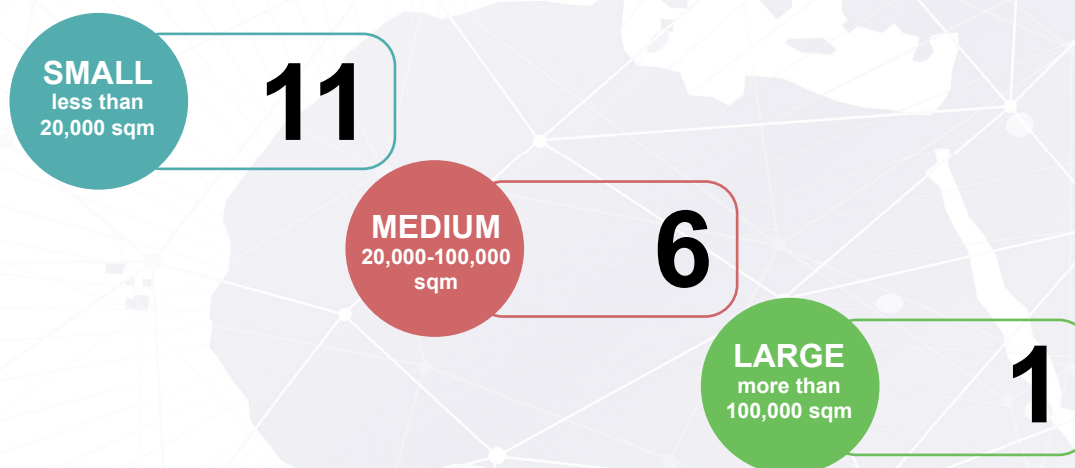 SMALL
less than
20,000 sqm
11
MEDIUM
20,000-100,000
sqm
6
LARGE
more than
100,000 sqm
1